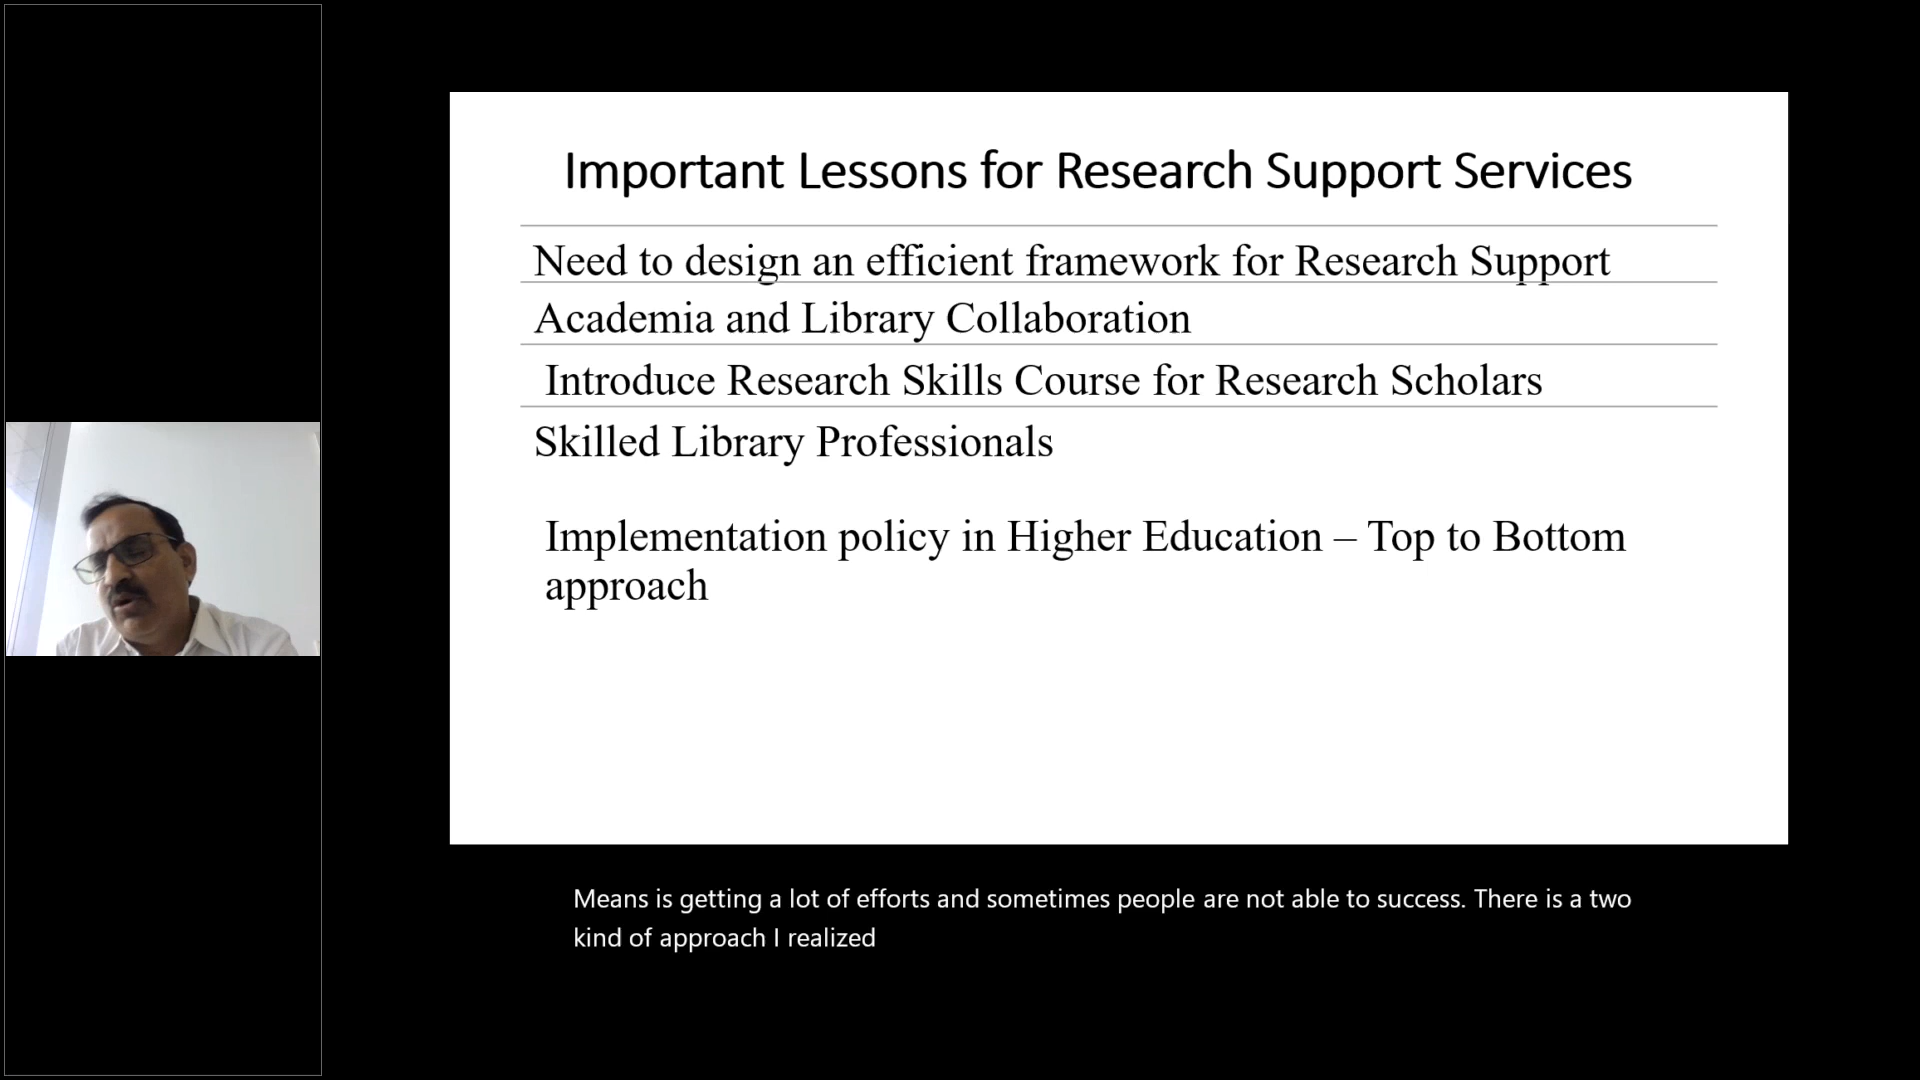 Important Lessons for Research Support Services
Need to design an efficient framework for Research Support
Academia and Library Collaboration
Introduce Research Skills Course for Research Scholars
Skilled Library Professionals
Implementation policy in Higher Education – Top to Bottom
approach
Means is getting a lot of efforts and sometimes people are not able to success. There is a two
kind of approach I realized